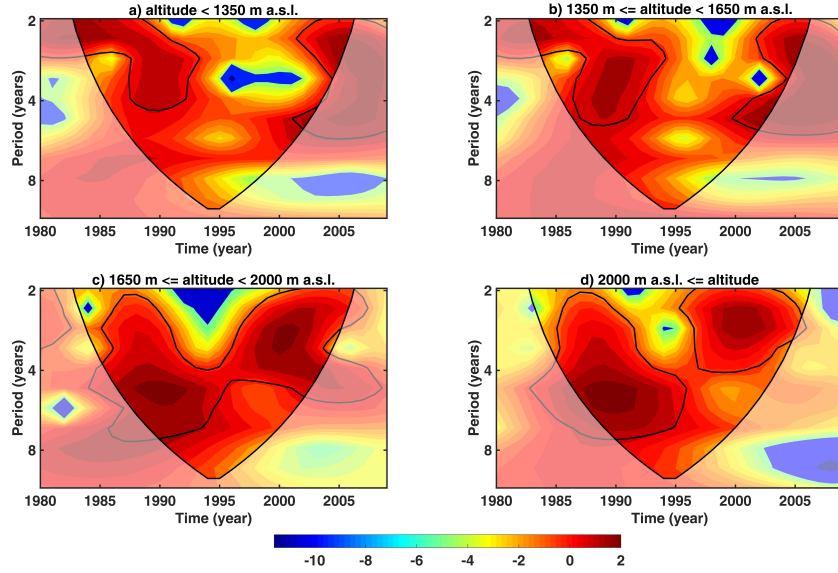 a) altitude < 1350 m a.s.l.
b) 1350 m <= altitude < 1650 m a.s.l.
2
4
8
Period (years)
1980 1985 1990 1995 2000 2005
Time (year)
2
4
8
Period (years)
1980 1985 1990 1995 2000 2005
Time (year)
c) 1650 m <= altitude < 2000 m a.s.l.
d) 2000 m a.s.l. <= altitude
2
4
8
Period (years)
1980 1985 1990 1995 2000 2005
Time (year)
2
4
8
Period (years)
1980 1985 1990 1995 2000 2005
Time (year)
-10 -8 -6 -4 -2 0 2